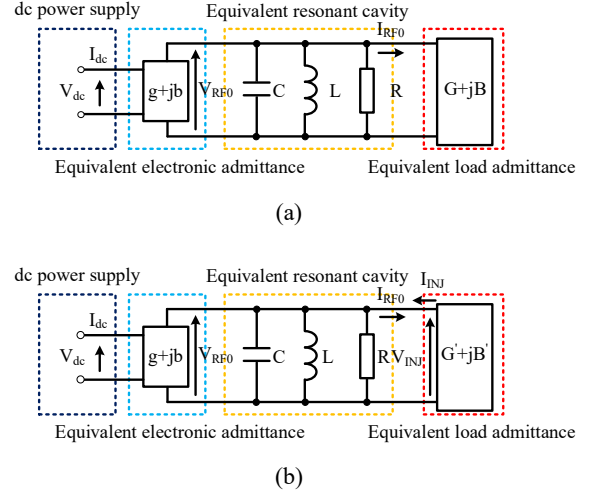 dc power supply
Equivalent resonant cavity
I_RF0
I_dc
V_dc
g+jb
V_RF0
C
L
R
G+jB
Equivalent electronic admittance
Equivalent load admittance
(a)
dc power supply
Equivalent resonant cavity
I_INJ
I_RF0
I_dc
V_dc
g+jb
V_RF0
C
L
R
V_INJ
G'+jB'
Equivalent electronic admittance
Equivalent load admittance
(b)